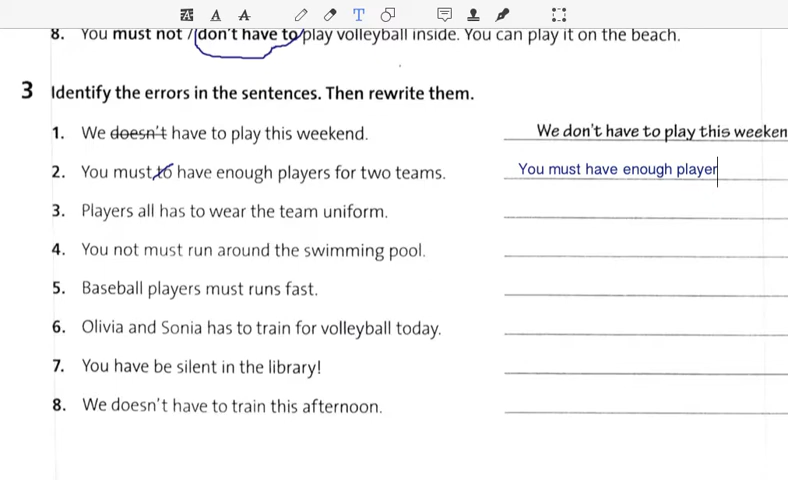 8. You must not / don't have to play volleyball inside. You can play it on the beach.
3 Identify the errors in the sentences. Then rewrite them.
1. We doesn't have to play this weekend. We don't have to play this weeken
2. You must to have enough players for two teams. You must have enough player
3. Players all has to wear the team uniform.
4. You not must run around the swimming pool.
5. Baseball players must runs fast.
6. Olivia and Sonia has to train for volleyball today.
7. You have be silent in the library!
8. We doesn't have to train this afternoon.